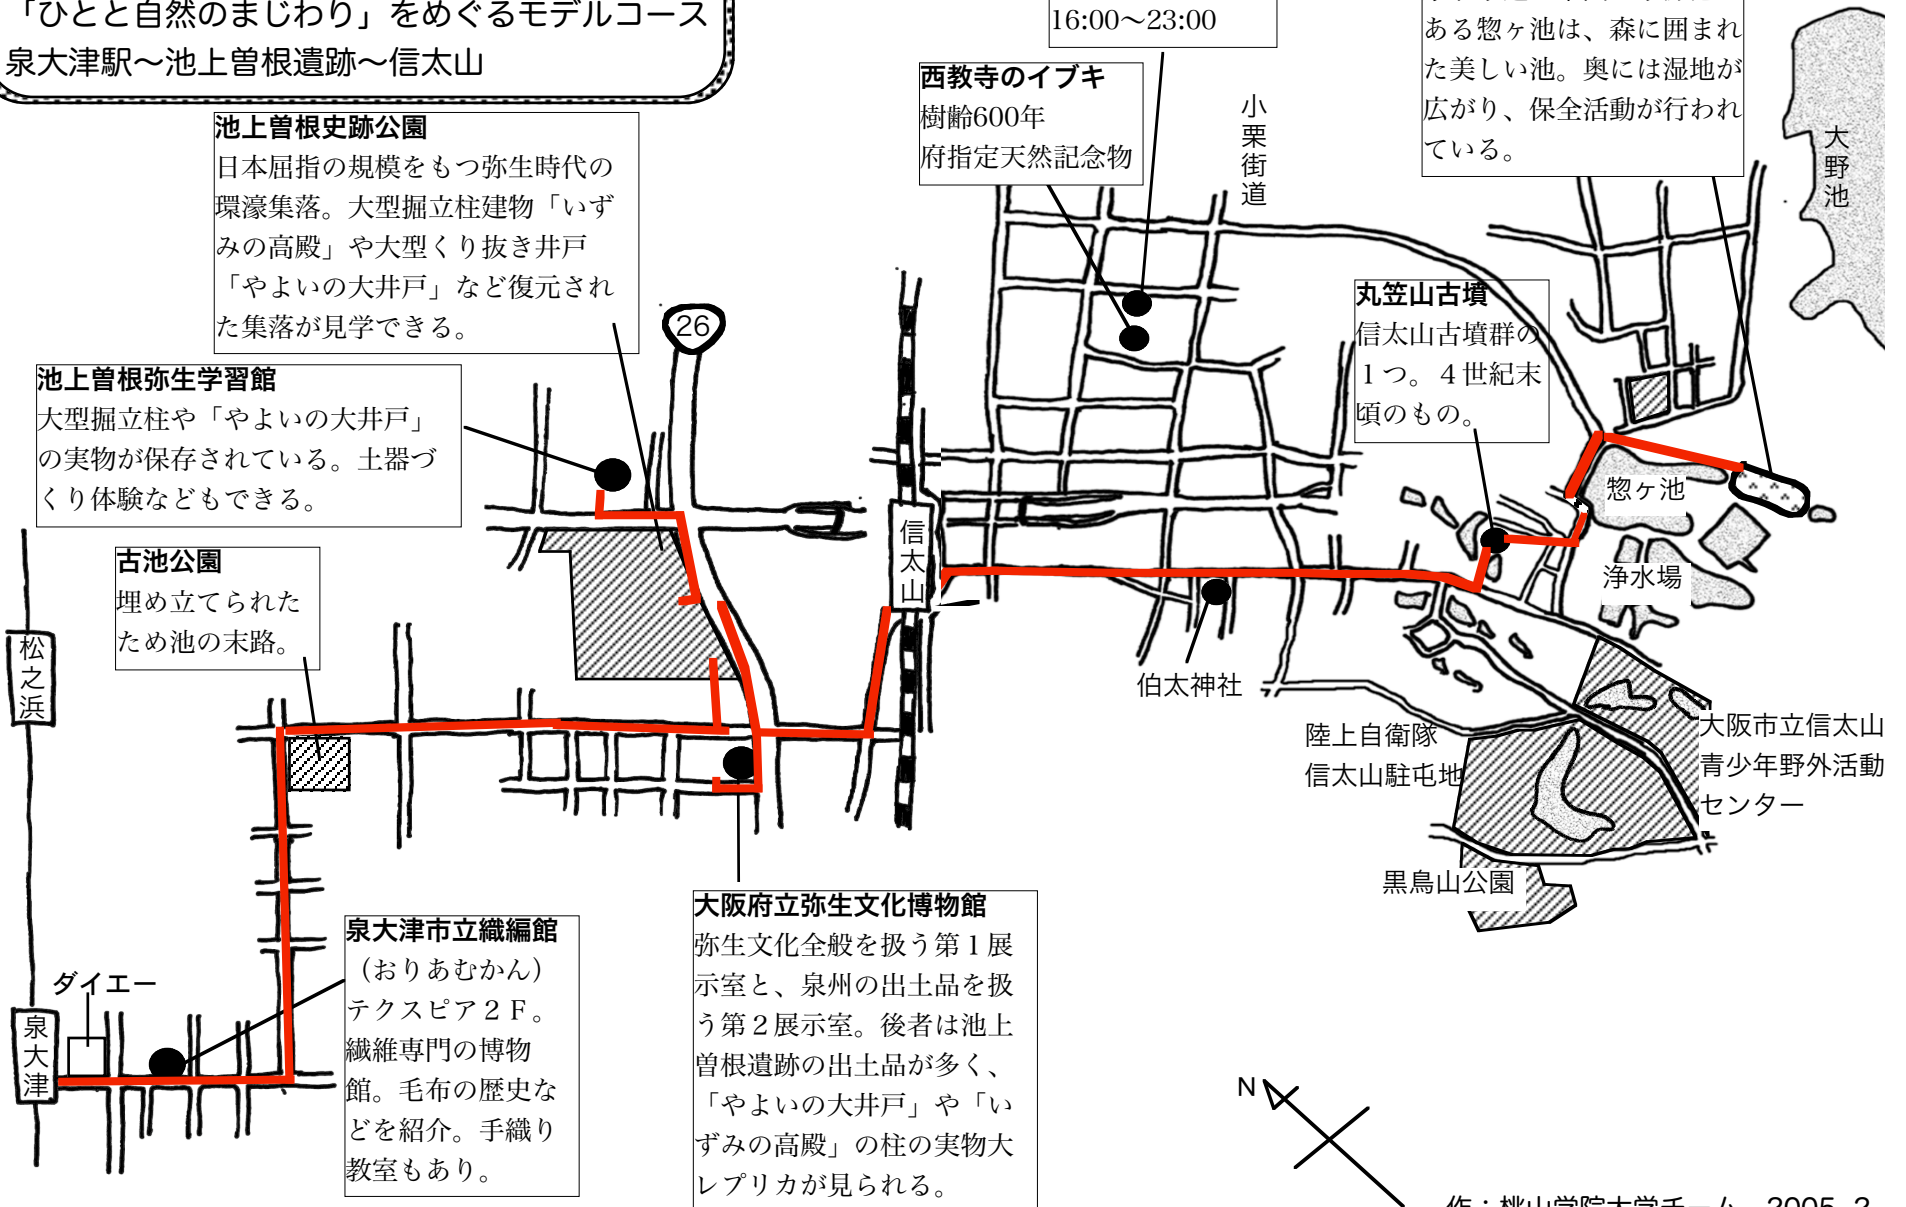 「ひとと自然のまじわり」をめぐるモデルコース
泉大津駅～池上曽根遺跡～信太山
16:00～23:00
ある惣ヶ池は、森に囲まれ
た美しい池。奥には湿地が
広がり、保全活動が行われ
ている。
西教寺のイブキ
樹齢600年
府指定天然記念物
小栗街道
大野池
池上曽根史跡公園
日本屈指の規模をもつ弥生時代の
環濠集落。大型掘立柱建物「いず
みの高殿」や大型くり抜き井戸
「やよいの大井戸」など復元され
た集落が見学できる。
26
丸笠山古墳
信太山古墳群の
１つ。４世紀末
頃のもの。
池上曽根弥生学習館
大型掘立柱や「やよいの大井戸」
の実物が保存されている。土器づ
くり体験などもできる。
惣ヶ池
信太山
古池公園
埋め立てられた
ため池の末路。
浄水場
松之浜
伯太神社
陸上自衛隊
信太山駐屯地
大阪市立信太山
青少年野外活動
センター
黒鳥山公園
大阪府立弥生文化博物館
弥生文化全般を扱う第１展
示室と、泉州の出土品を扱
う第２展示室。後者は池上
曽根遺跡の出土品が多く、
「やよいの大井戸」や「い
ずみの高殿」の柱の実物大
レプリカが見られる。
泉大津市立織編館
（おりあむかん）
テクスピア２Ｆ。
繊維専門の博物
館。毛布の歴史な
どを紹介。手織り
教室もあり。
ダイエー
泉大津
N
作：桃山学院大学チーム 2005. 2